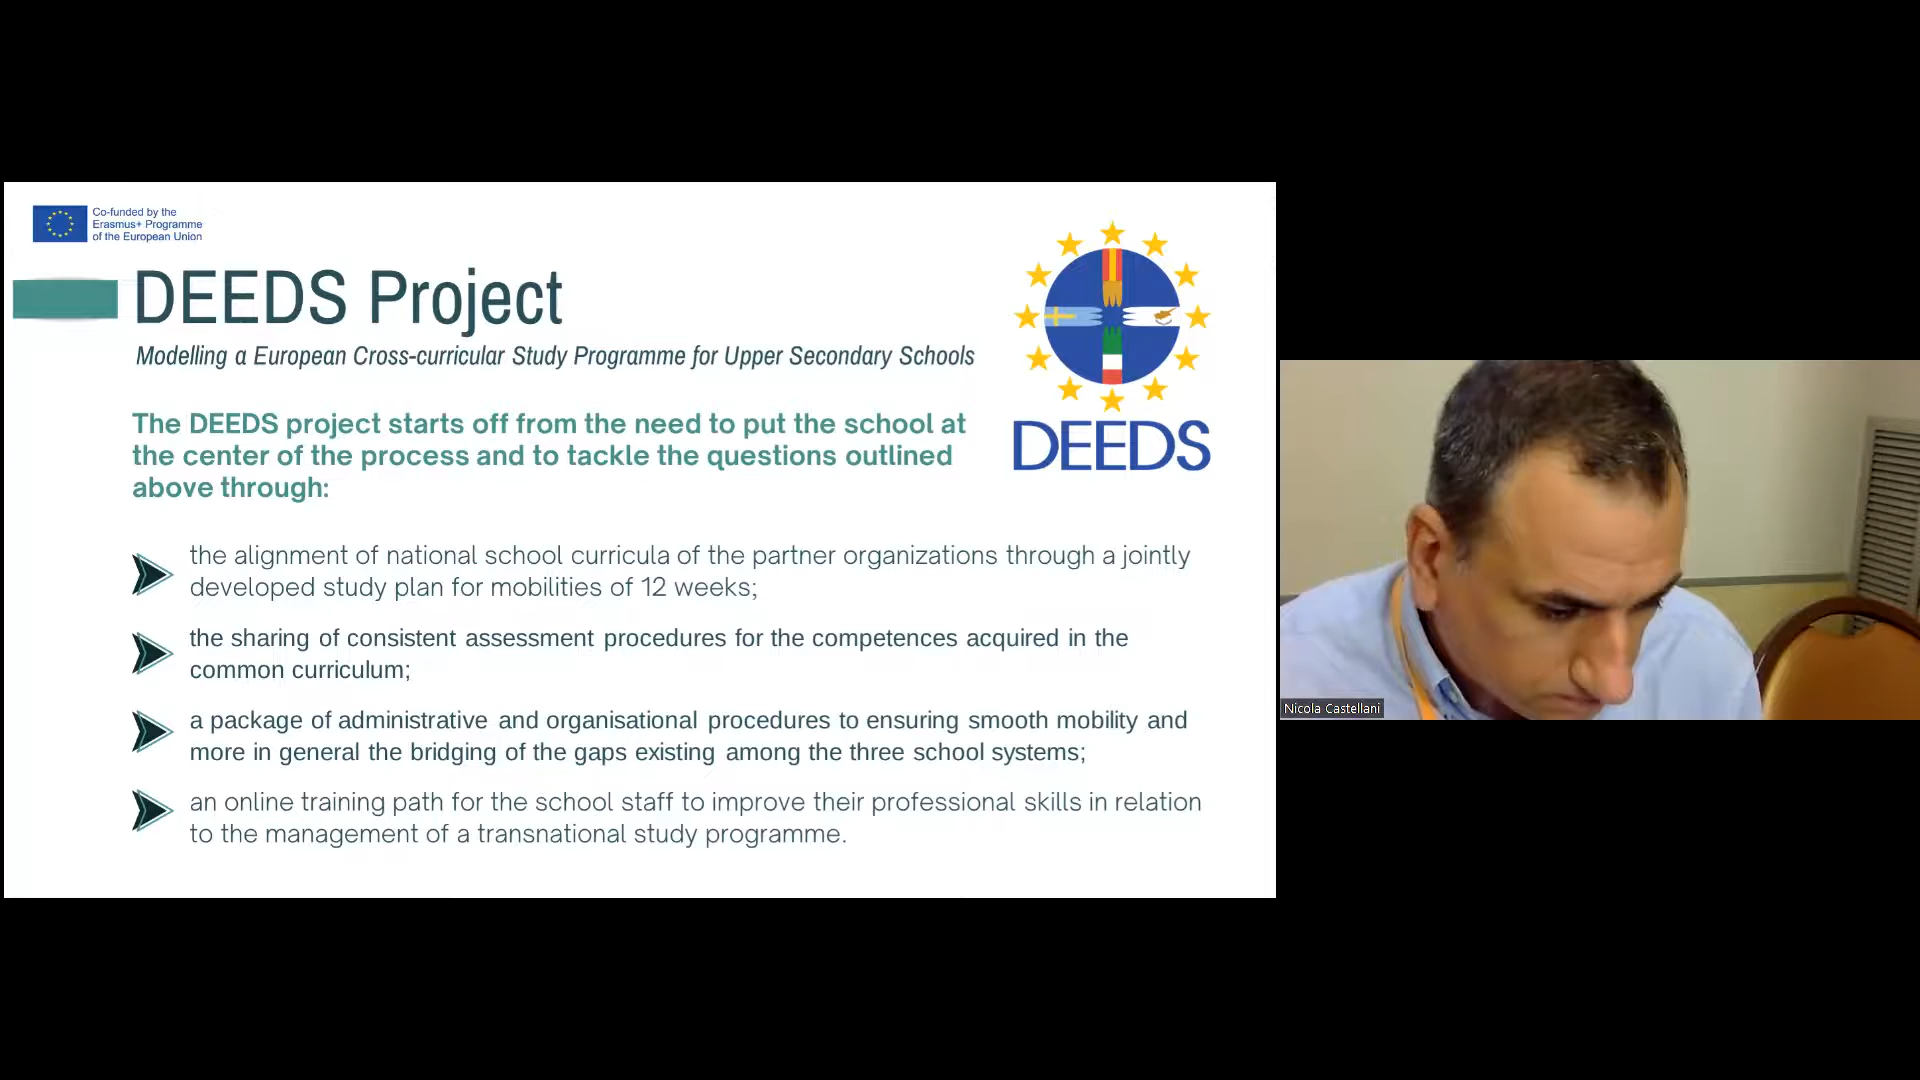 Co-funded by the
Erasmus+ Programme
of the European Union
DEEDS Project
Modelling a European Cross-curricular Study Programme for Upper Secondary Schools
DEEDS
The DEEDS project starts off from the need to put the school at
the center of the process and to tackle the questions outlined
above through:
the alignment of national school curricula of the partner organizations through a jointly
developed study plan for mobilities of 12 weeks;
the sharing of consistent assessment procedures for the competences acquired in the
common curriculum;
a package of administrative and organisational procedures to ensuring smooth mobility and
more in general the bridging of the gaps existing among the three school systems;
an online training path for the school staff to improve their professional skills in relation
to the management of a transnational study programme.
Nicola Castellani